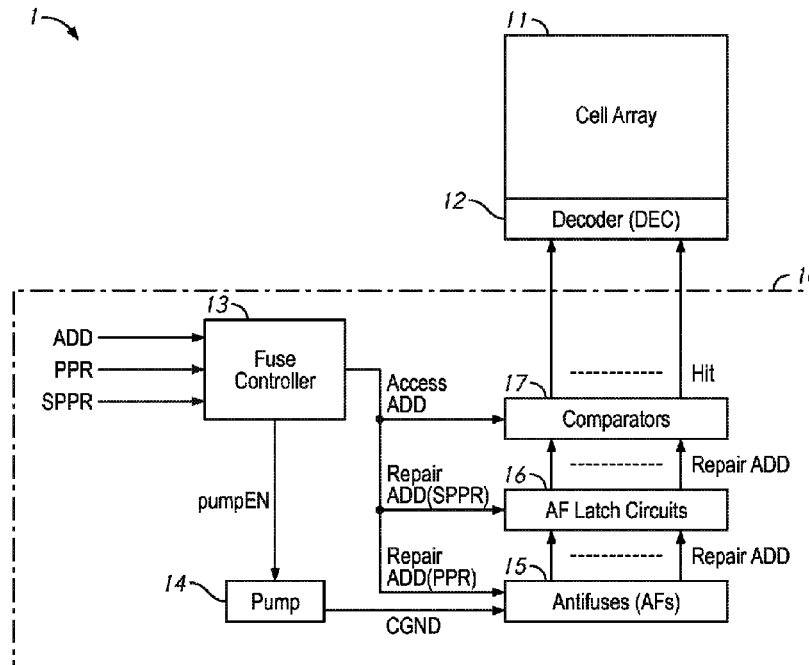 1
11
Cell Array
12
Decoder (DEC)
13
ADD
PPR
SPPR
Fuse
Controller
Access
ADD
17
Hit
Comparators
Repair
ADD(SPPR)
16
Repair ADD
AF Latch Circuits
pumpEN
Repair
ADD(PPR)
15
Repair ADD
Antifuses (AFs)
14
Pump
CGND